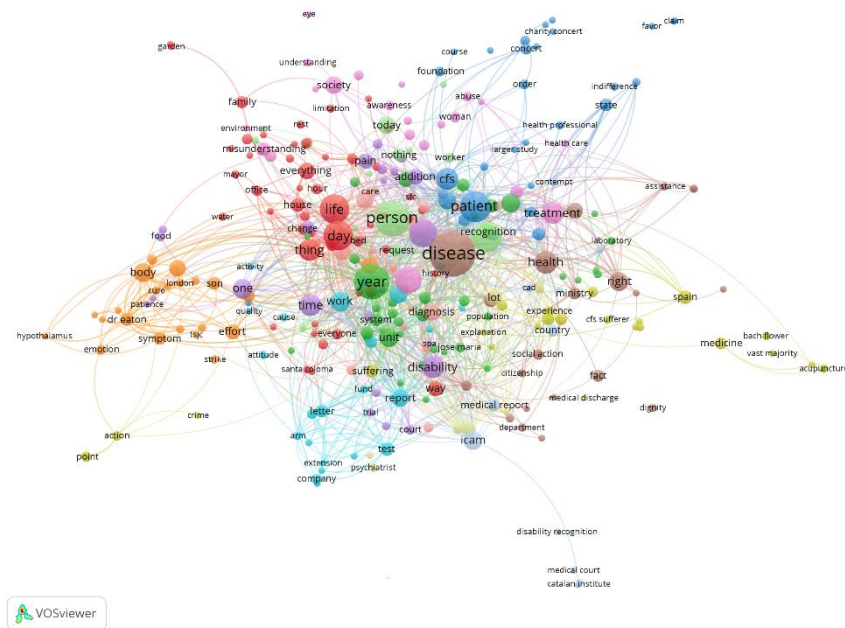 eye
garden
charity concert
favor
claim
concert
course
understanding
foundation
society
order
indifference
family
limitation
awareness
abuse
state
woman
rest
today
health professional
environment
nothing
worker
misunderstanding
larger study
health care
pain
everything
addition
cfs
contempt
mayor
hour
care
sfc
assistance
office
house
life
person
patient
treatment
water
change
day
bed
recognition
laboratory
food
thing
request
disease
activity
history
health
body
cure
london
son
year
cad
right
patience
one
quality
time
work
lot
ministry
spain
experience
dr eaton
cause
system
diagnosis
population
cfs sufferer
hypothalamus
symptom
lsjc
effort
everyone
unit
explanation
country
medicine
bach flower
emotion
attitude
spa
jose maria
social action
vast majority
strike
santa coloma
suffering
disability
citizenship
fact
acupuncture
fund
way
report
medical report
medical discharge
crime
letter
trial
dignity
action
arm
court
icam
department
point
extension
test
company
psychiatrist
disability recognition
medical court
catalan institute
VOSviewer